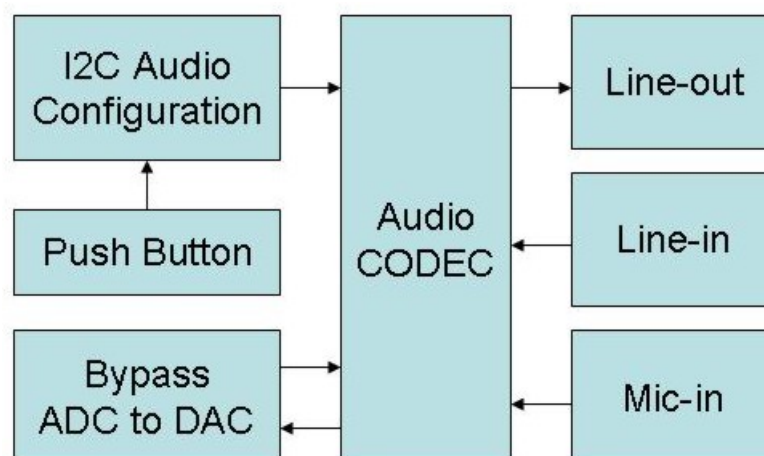 I2C Audio
Configuration
Push Button
Bypass
ADC to DAC
Audio
CODEC
Line-out
Line-in
Mic-in